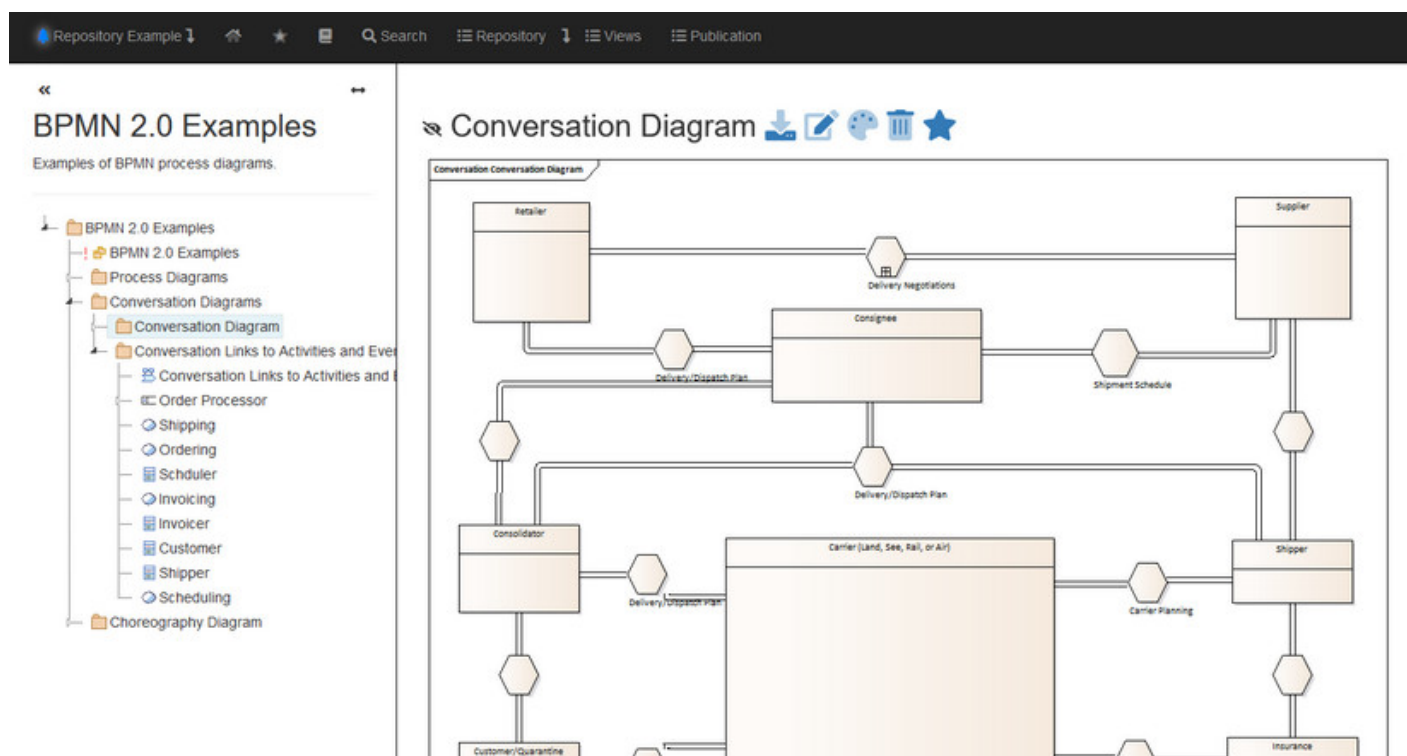 Repository Example
Search
Repository
Views
Publication
BPMN 2.0 Examples
Examples of BPMN process diagrams.
BPMN 2.0 Examples
BPMN 2.0 Examples
Process Diagrams
Conversation Diagrams
Conversation Diagram
Conversation Links to Activities and Even
Conversation Links to Activities and E
Order Processor
Shipping
Ordering
Schduler
Invoicing
Invoicer
Customer
Shipper
Scheduling
Choreography Diagram
Conversation Diagram
Conversation Conversation Diagram
Retailer
Supplier
Delivery Negotiations
Consignee
Delivery/Dispatch Plan
Shipment Schedule
Delivery/Dispatch Plan
Consolidator
Carrier (Land, See, Rail, or Air)
Shipper
Delivery/Dispatch Plan
Carrier Planning
Customer/Quarantine
Insurance